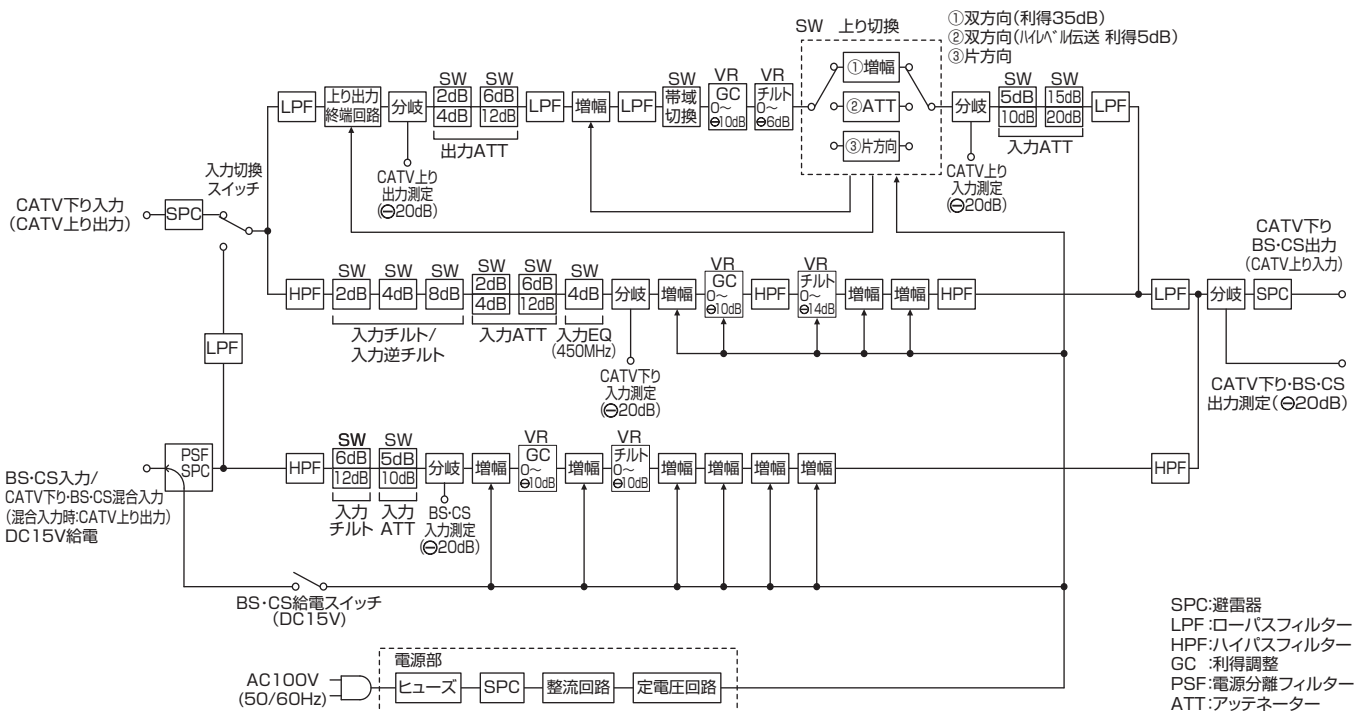 SW 上り切換
①双方向(利得35dB)
②双方向(ハイレベル伝送 利得5dB)
③片方向
LPF
上り出力
終端回路
分岐
SW
2dB
4dB
SW
6dB
12dB
出力ATT
LPF
増幅
LPF
SW
帯域
切換
VR
GC
0〜
⊖10dB
VR
チルト
0〜
⊖6dB
①増幅
②ATT
③片方向
分岐
SW
5dB
10dB
SW
15dB
20dB
入力ATT
LPF
CATV上り
出力測定
(⊖20dB)
CATV上り
入力測定
(⊖20dB)
入力切換
スイッチ
CATV下り入力
(CATV上り出力)
SPC
HPF
SW
2dB
SW
4dB
SW
8dB
入力チルト/
入力逆チルト
SW
2dB
4dB
SW
6dB
12dB
入力ATT
SW
4dB
入力EQ
(450MHz)
分岐
CATV下り
入力測定
(⊖20dB)
増幅
VR
GC
0〜
⊖10dB
HPF
VR
チルト
0〜
⊖14dB
増幅
増幅
HPF
LPF
分岐
SPC
CATV下り
BS・CS出力
(CATV上り入力)
CATV下り・BS・CS
出力測定(⊖20dB)
LPF
BS・CS入力/
CATV下り・BS・CS混合入力
(混合入力時:CATV上り出力)
DC15V給電
PSF
SPC
HPF
SW
6dB
12dB
入力
チルト
SW
5dB
10dB
入力
ATT
分岐
BS・CS
入力測定
(⊖20dB)
増幅
VR
GC
0〜
⊖10dB
増幅
VR
チルト
0〜
⊖10dB
増幅
増幅
増幅
増幅
HPF
BS・CS給電スイッチ
(DC15V)
AC100V
(50/60Hz)
電源部
ヒューズ
SPC
整流回路
定電圧回路
SPC:避雷器
LPF:ローパスフィルター
HPF:ハイパスフィルター
GC :利得調整
PSF:電源分離フィルター
ATT:アッテネーター